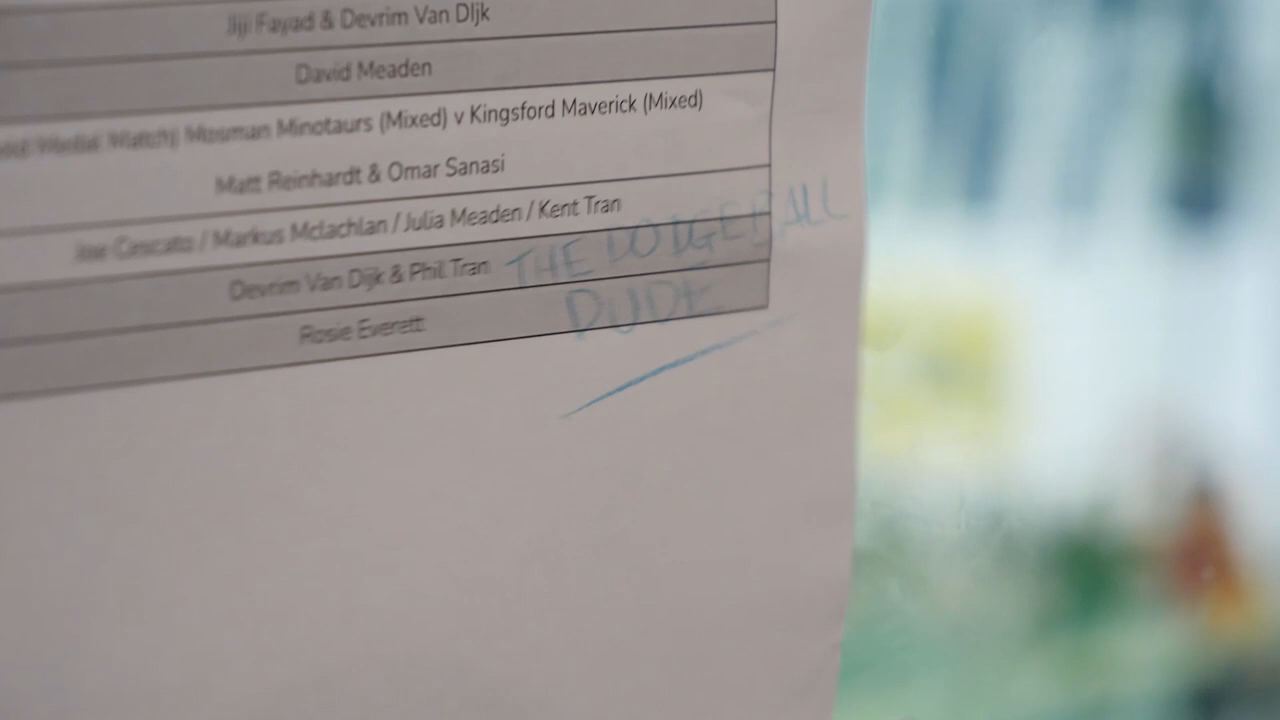 Jiji Fayad & Devrim Van DIjk
David Meaden
Mosman Minotaurs (Mixed) v Kingsford Maverick (Mixed)
Matt Reinhardt & Omar Sanasi
Markus Mclachlan / Julia Meaden / Kent Tran
Devrim Van Dijk & Phil Tran
THE DODGEBALL
DUDE
Rosie Everett